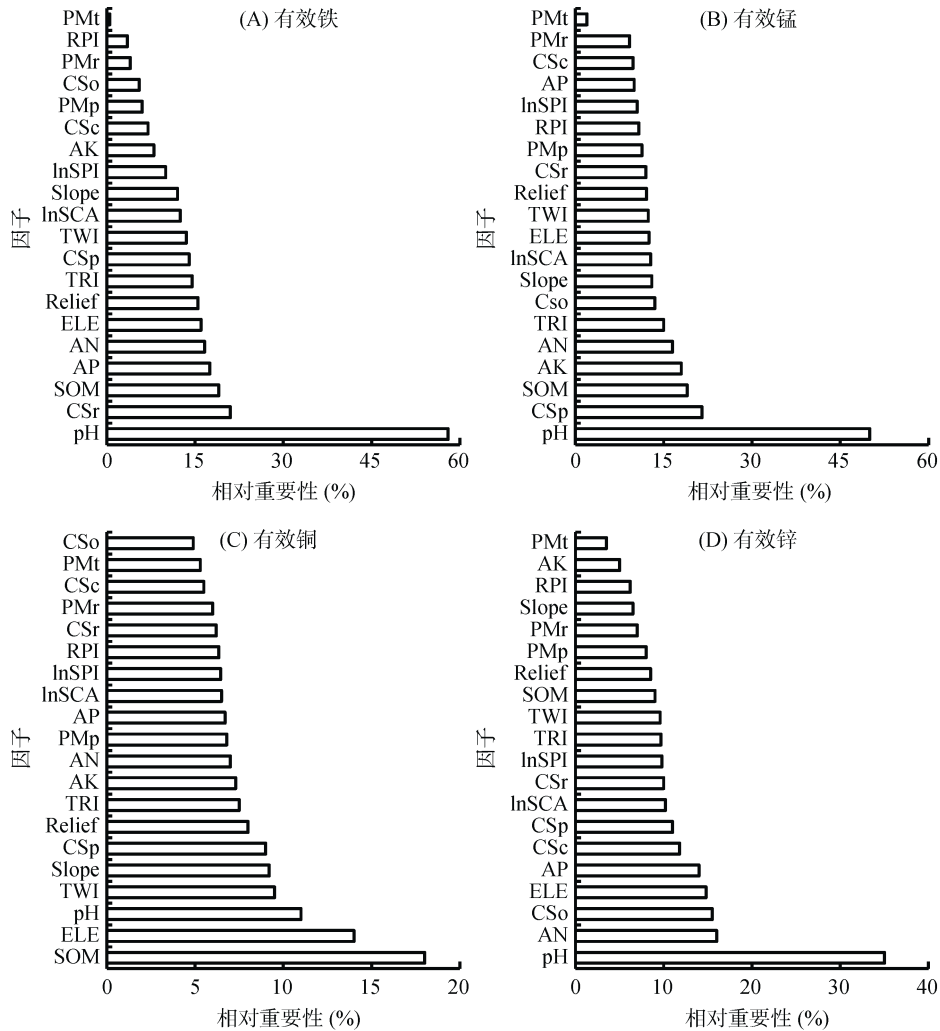 (A) 有效铁
PMt
RPI
PMr
CSo
PMp
CSc
AK
lnSPI
Slope
lnSCA
TWI
CSp
TRI
Relief
ELE
AN
AP
SOM
CSr
pH
因子
0 15 30 45 60
相对重要性 (%)
(B) 有效锰
PMt
PMr
CSc
AP
lnSPI
RPI
PMp
CSr
Relief
TWI
ELE
lnSCA
Slope
Cso
TRI
AN
AK
SOM
CSp
pH
因子
0 15 30 45 60
相对重要性 (%)
(C) 有效铜
CSo
PMt
CSc
PMr
CSr
RPI
lnSPI
lnSCA
AP
PMp
AN
AK
TRI
Relief
CSp
Slope
TWI
pH
ELE
SOM
因子
0 5 10 15 20
相对重要性 (%)
(D) 有效锌
PMt
AK
RPI
Slope
PMr
PMp
Relief
SOM
TWI
TRI
lnSPI
CSr
lnSCA
CSp
CSc
AP
ELE
CSo
AN
pH
因子
0 10 20 30 40
相对重要性 (%)